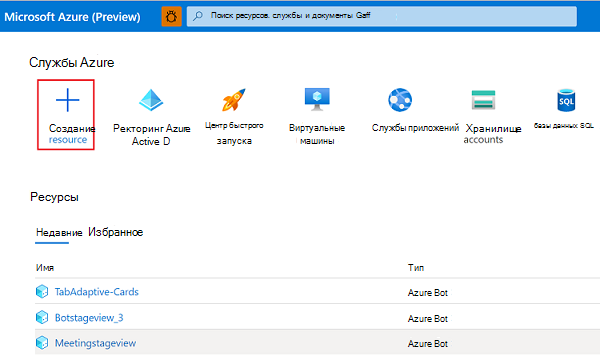 Microsoft Azure (Preview)
Поиск ресурсов, службы и документы Gaff
Службы Azure
Создание
resource
Ректоринг Azure
Active D
Центр быстрого
запуска
Виртуальные
машины
Службы приложений
Хранилище
accounts
базы данных SQL
SQL
Ресурсы
Недавние
Избранное
Имя
Тип
TabAdaptive-Cards
Azure Bot
Botstageview_3
Azure Bot
Meetingstageview
Azure Bot